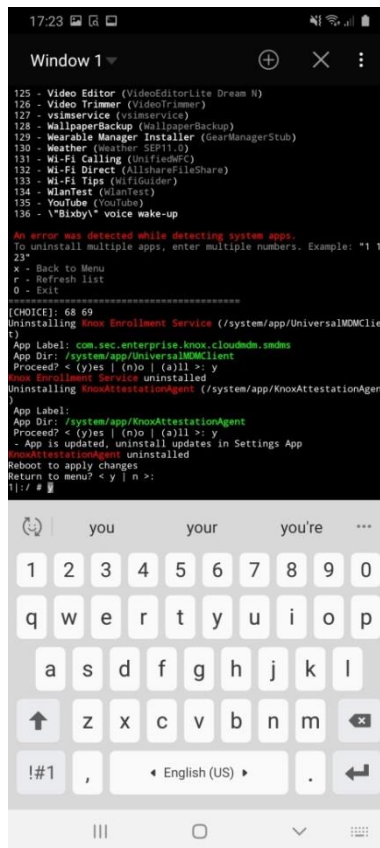 17:23
Window 1
125 - Video Editor (VideoEditorLite Dream N)
126 - Video Trimmer (VideoTrimmer)
127 - vsimservice (vsimservice)
128 - WallpaperBackup (WallpaperBackup)
129 - Wearable Manager Installer (GearManagerStub)
130 - Weather (Weather SEP11.0)
131 - Wi-Fi Calling (UnifiedWFC)
132 - Wi-Fi Direct (AllshareFileShare)
133 - Wi-Fi Tips (WifiGuider)
134 - WlanTest (WlanTest)
135 - YouTube (YouTube)
136 - \"Bixby\" voice wake-up
An error was detected while detecting system apps.
To uninstall multiple apps, enter multiple numbers. Example: "1 1
23"
x - Back to Menu
r - Refresh list
0 - Exit
========================================
[CHOICE]: 68 69
Uninstalling Knox Enrollment Service (/system/app/UniversalMDMClie
t)
App Label: com.sec.enterprise.knox.cloudmdm.smdms
App Dir: /system/app/UniversalMDMClient
Proceed? < (y)es | (n)o | (a)ll >: y
Knox Enrollment Service uninstalled
Uninstalling KnoxAttestationAgent (/system/app/KnoxAttestationAgen
)
App Label:
App Dir: /system/app/KnoxAttestationAgent
Proceed? < (y)es | (n)o | (a)ll >: y
- App is updated, uninstall updates in Settings App
KnoxAttestationAgent uninstalled
Reboot to apply changes
Return to menu? < y | n >:
1|:/ # y
you your you're
1 2 3 4 5 6 7 8 9 0
q w e r t y u i o p
a s d f g h j k l
z x c v b n m
!#1 , English (US) .